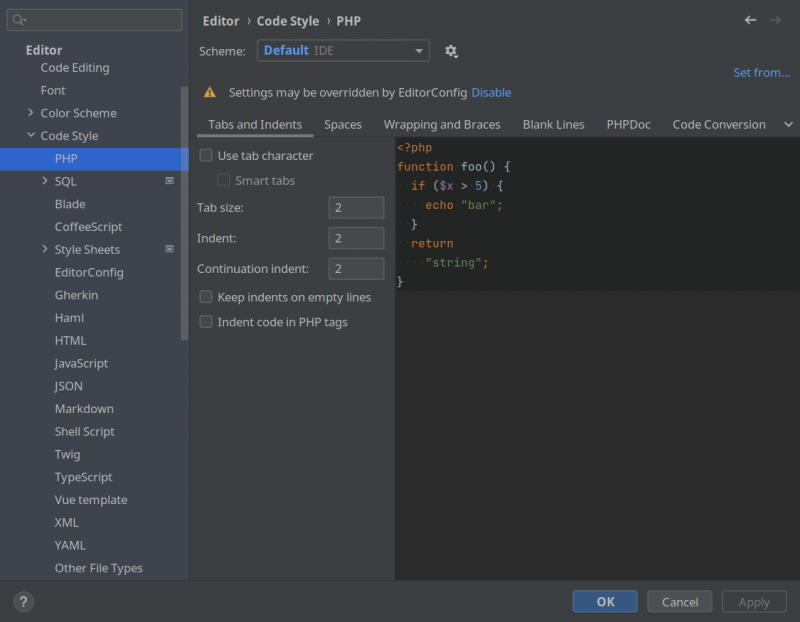 Editor
Code Editing
Font
Color Scheme
Code Style
PHP
SQL
Blade
CoffeeScript
Style Sheets
EditorConfig
Gherkin
Haml
HTML
JavaScript
JSON
Markdown
Shell Script
Twig
TypeScript
Vue template
XML
YAML
Other File Types
Editor › Code Style › PHP
Scheme: Default IDE
Set from...
Settings may be overridden by EditorConfig Disable
Tabs and Indents Spaces Wrapping and Braces Blank Lines PHPDoc Code Conversion
Use tab character
Smart tabs
Tab size: 2
Indent: 2
Continuation indent: 2
Keep indents on empty lines
Indent code in PHP tags
<?php
function foo() {
  if ($x > 5) {
    echo "bar";
  }
  return
    "string";
}
?
OK Cancel Apply